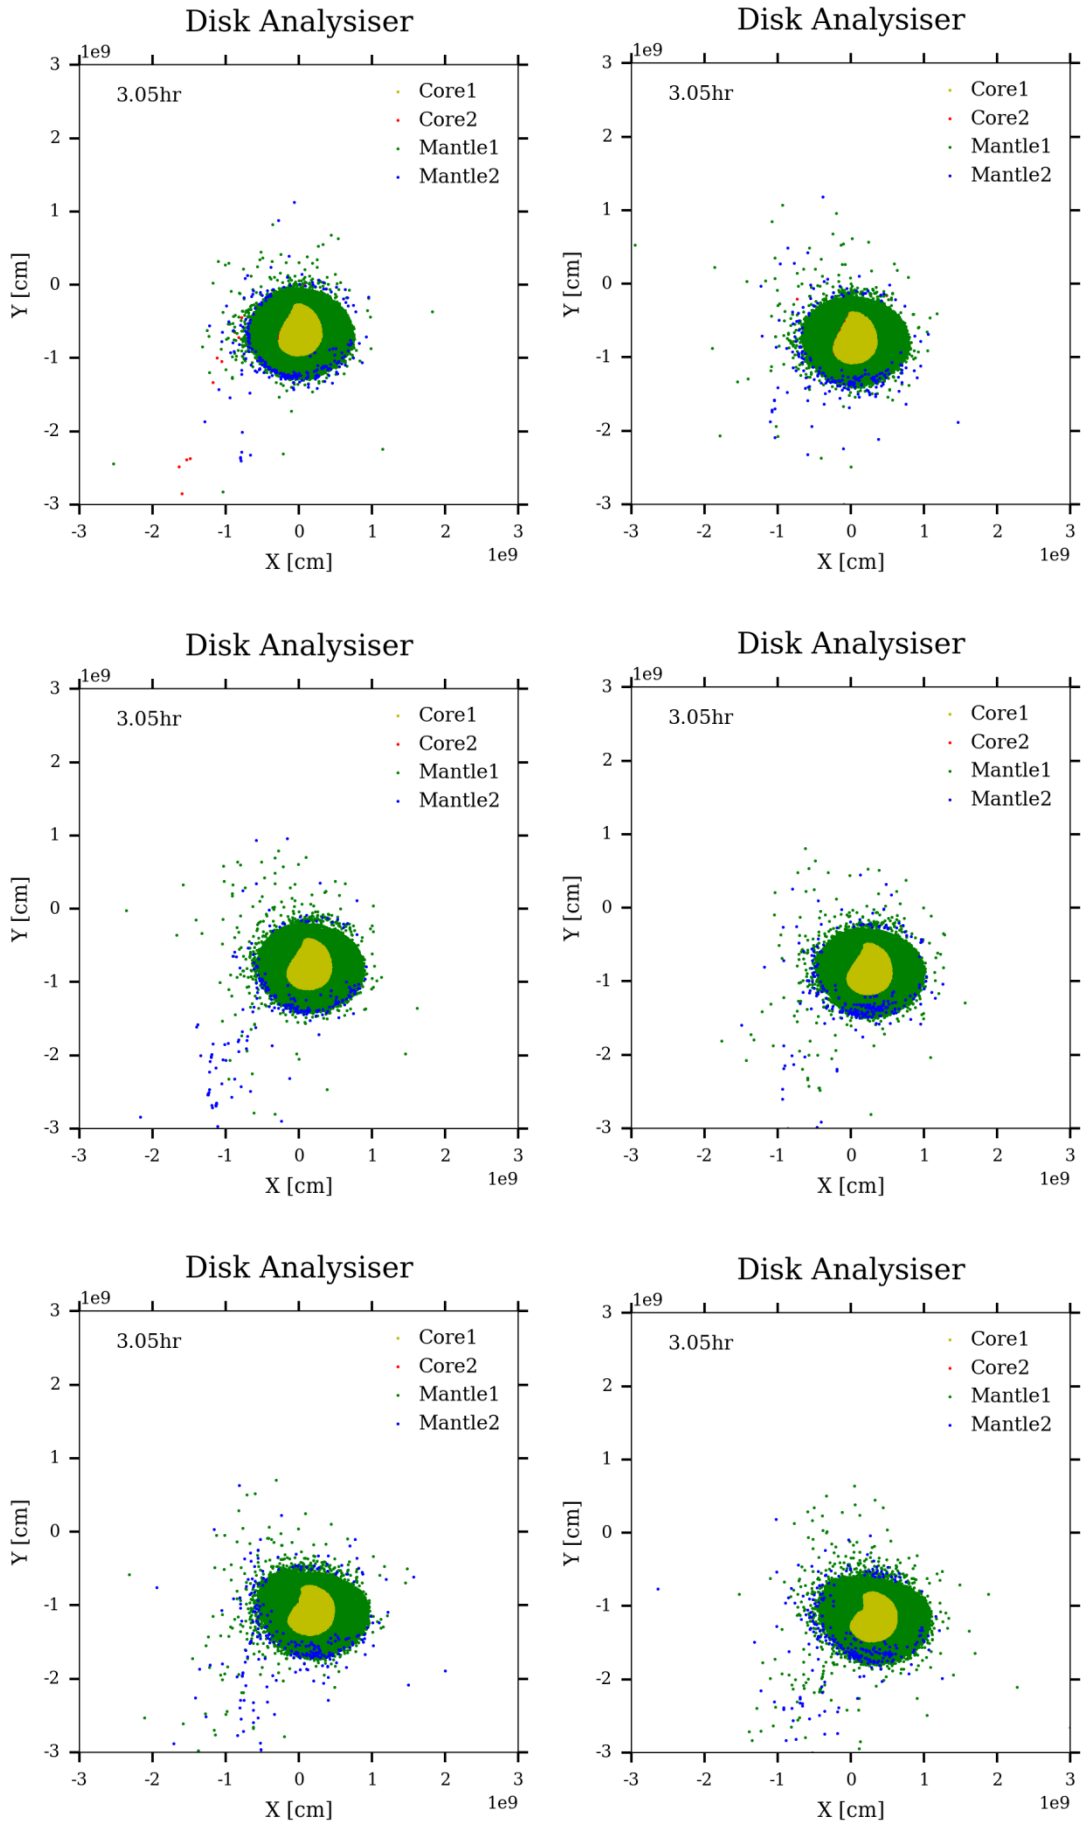 Disk Analysiser
1e9
3.05hr
Core1
Core2
Mantle1
Mantle2
3
2
1
0
-1
-2
-3
Y [cm]
-3 -2 -1 0 1 2 3
1e9
X [cm]
Disk Analysiser
1e9
3.05hr
Core1
Core2
Mantle1
Mantle2
3
2
1
0
-1
-2
-3
Y [cm]
-3 -2 -1 0 1 2 3
1e9
X [cm]
Disk Analysiser
1e9
3.05hr
Core1
Core2
Mantle1
Mantle2
3
2
1
0
-1
-2
-3
Y [cm]
-3 -2 -1 0 1 2 3
1e9
X [cm]
Disk Analysiser
1e9
3.05hr
Core1
Core2
Mantle1
Mantle2
3
2
1
0
-1
-2
-3
Y [cm]
-3 -2 -1 0 1 2 3
1e9
X [cm]
Disk Analysiser
1e9
3.05hr
Core1
Core2
Mantle1
Mantle2
3
2
1
0
-1
-2
-3
Y [cm]
-3 -2 -1 0 1 2 3
1e9
X [cm]
Disk Analysiser
1e9
3.05hr
Core1
Core2
Mantle1
Mantle2
3
2
1
0
-1
-2
-3
Y [cm]
-3 -2 -1 0 1 2 3
1e9
X [cm]